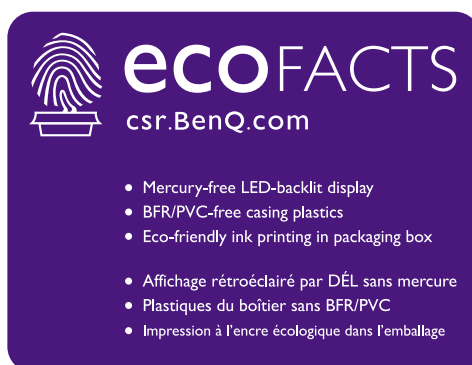 ecoFACTS
csr.BenQ.com
• Mercury-free LED-backlit display
• BFR/PVC-free casing plastics
• Eco-friendly ink printing in packaging box
• Affichage rétroéclairé par DÉL sans mercure
• Plastiques du boîtier sans BFR/PVC
• Impression à l'encre écologique dans l'emballage